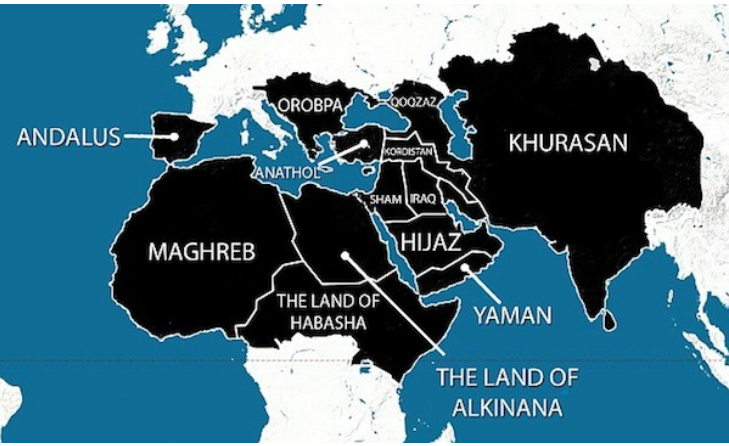 OROBPA
QOQZAZ
ANDALUS
KHURASAN
KORDISTAN
ANATHOL
SHAM
IRAQ
MAGHREB
HIJAZ
THE LAND OF
HABASHA
YAMAN
THE LAND OF
ALKINANA